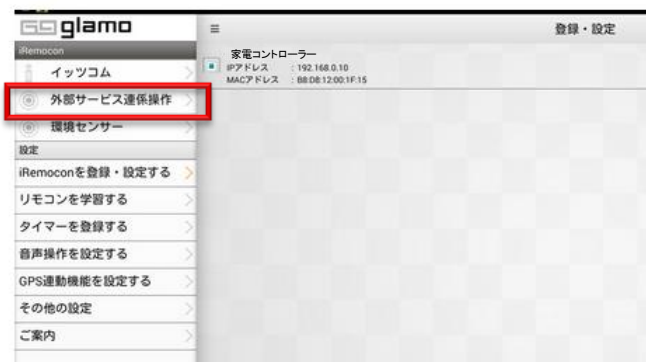 glamo
登録・設定
iRemocon
イッツコム
外部サービス連係操作
環境センサー
設定
iRemoconを登録・設定する
リモコンを学習する
タイマーを登録する
音声操作を設定する
GPS連動機能を設定する
その他の設定
ご案内
家電コントローラー
IPアドレス : 192.168.0.10
MACアドレス : B8:D8:12:00:1F:15